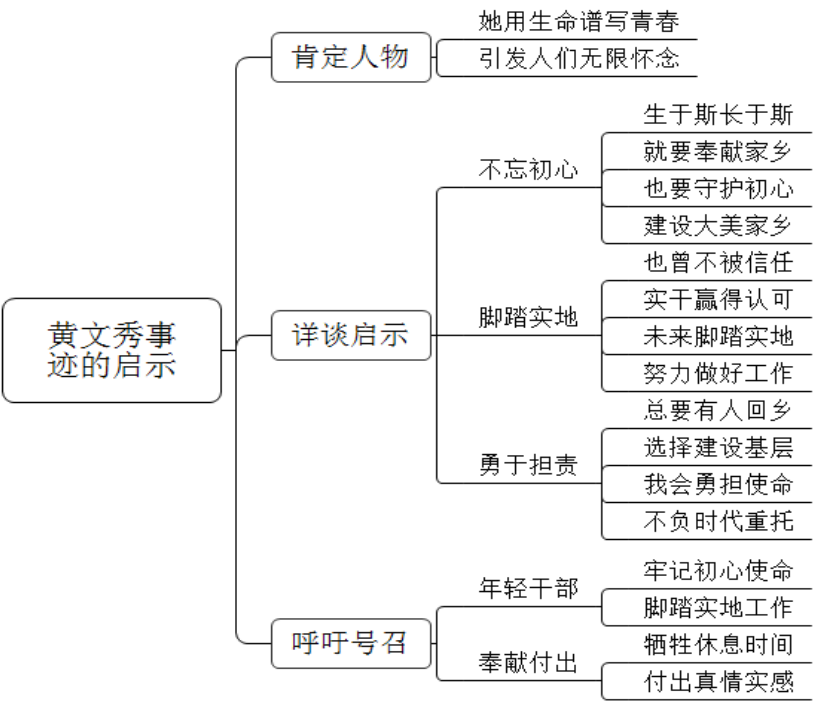 黄文秀事
迹的启示
肯定人物
她用生命谱写青春
引发人们无限怀念
详谈启示
不忘初心
生于斯长于斯
就要奉献家乡
也要守护初心
建设大美家乡
脚踏实地
也曾不被信任
实干赢得认可
未来脚踏实地
努力做好工作
勇于担责
总要有人回乡
选择建设基层
我会勇担使命
不负时代重托
呼吁号召
年轻干部
牢记初心使命
脚踏实地工作
奉献付出
牺牲休息时间
付出真情实感